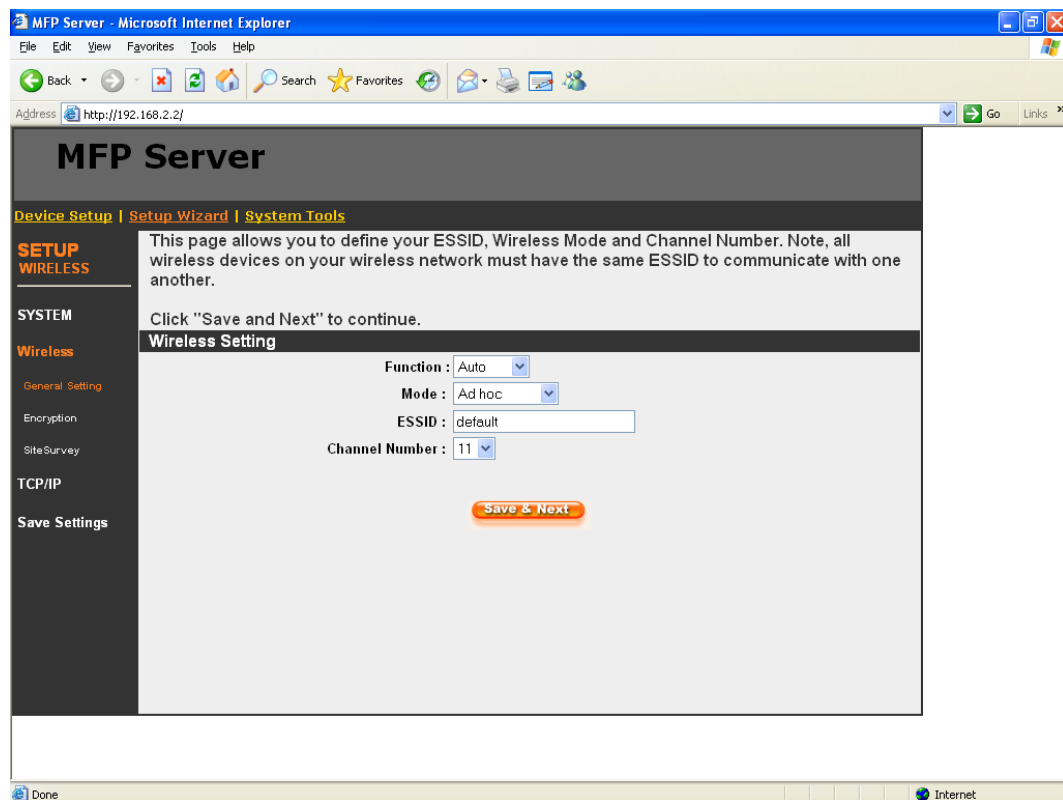 MFP Server - Microsoft Internet Explorer
File Edit View Favorites Tools Help
Back Search Favorites
Address http://192.168.2.2/ Go Links »
MFP Server
Device Setup | Setup Wizard | System Tools
SETUP
WIRELESS
SYSTEM
Wireless
General Setting
Encryption
SiteSurvey
TCP/IP
Save Settings
This page allows you to define your ESSID, Wireless Mode and Channel Number. Note, all
wireless devices on your wireless network must have the same ESSID to communicate with one
another.
Click "Save and Next" to continue.
Wireless Setting
Function : Auto
Mode : Ad hoc
ESSID : default
Channel Number : 11
Save & Next
Done Internet